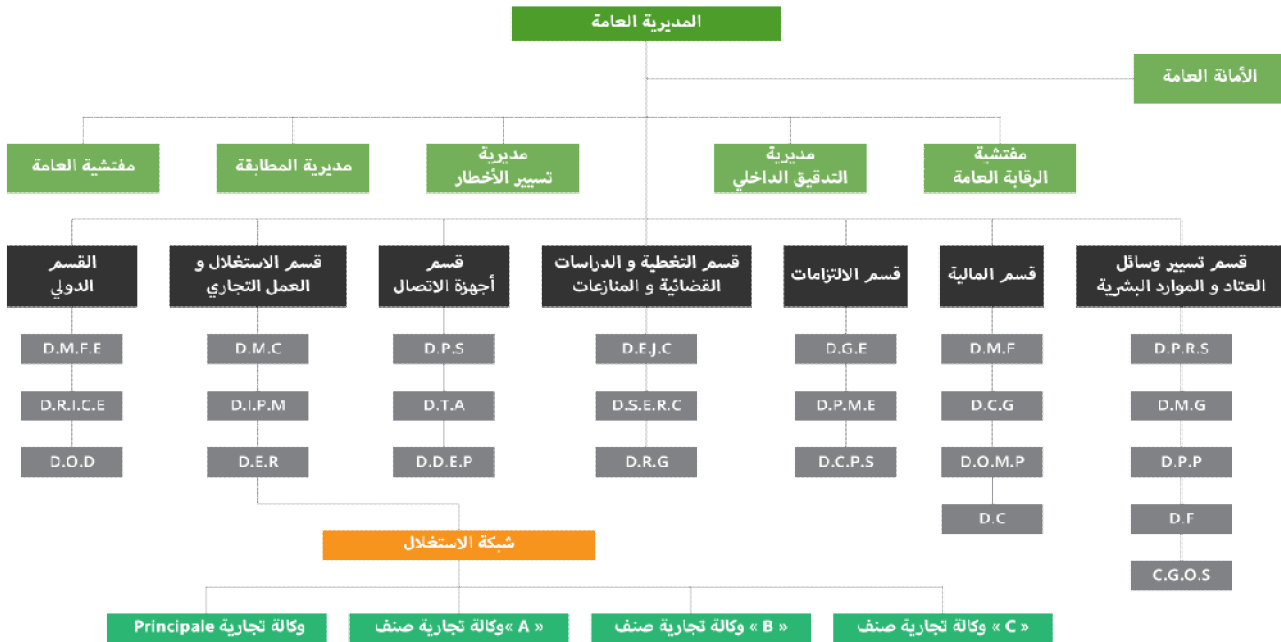 المديرية العامة
الأمانة العامة
مفتشية
الرقابة العامة
مديرية
التدقيق الداخلي
مديرية
تسيير الأخطار
مديرية المطابقة
مفتشية العامة
قسم تسيير وسائل
العتاد و الموارد البشرية
قسم المالية
قسم الالتزامات
قسم التغطية و الدراسات
القضائية و المنازعات
قسم
أجهزة الاتصال
قسم الاستغلال و
العمل التجاري
القسم
الدولي
D.P.R.S
D.M.F
D.G.E
D.E.J.C
D.P.S
D.M.C
D.M.F.E
D.M.G
D.C.G
D.P.M.E
D.S.E.R.C
D.T.A
D.I.P.M
D.R.I.C.E
D.P.P
D.O.M.P
D.C.P.S
D.R.G
D.D.E.P
D.E.R
D.O.D
D.F
D.C
C.G.O.S
شبكة الاستغلال
وكالة تجارية صنف « C »
وكالة تجارية صنف « B »
وكالة تجارية صنف« A »
وكالة تجارية Principale